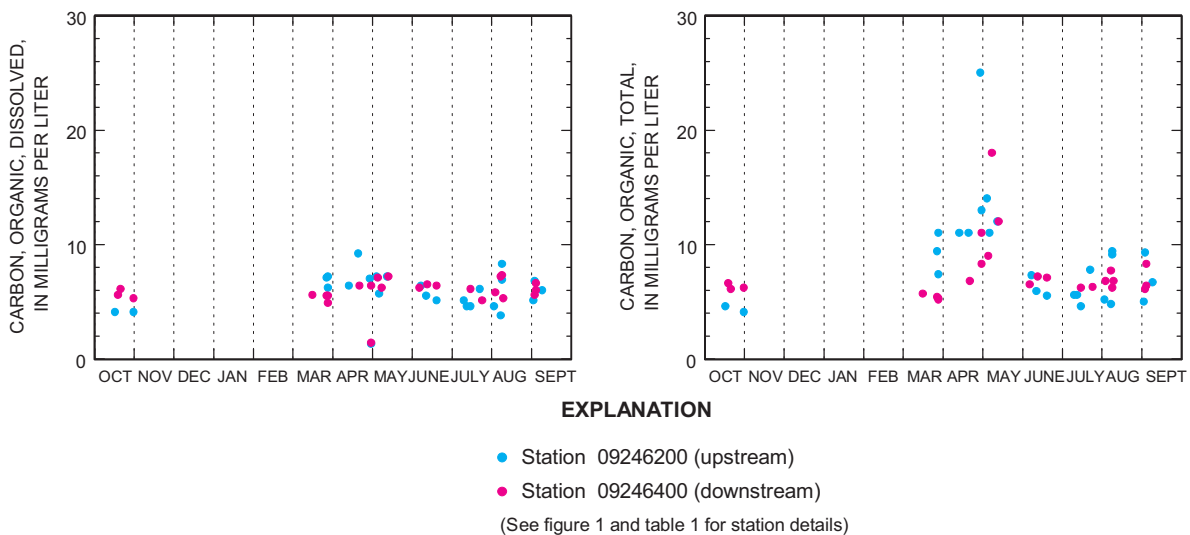 CARBON, ORGANIC, DISSOLVED,
IN MILLIGRAMS PER LITER
30
20
10
0
OCT NOV DEC JAN FEB MAR APR MAY JUNE JULY AUG SEPT
CARBON, ORGANIC, TOTAL,
IN MILLIGRAMS PER LITER
30
20
10
0
OCT NOV DEC JAN FEB MAR APR MAY JUNE JULY AUG SEPT
EXPLANATION
Station 09246200 (upstream)
Station 09246400 (downstream)
(See figure 1 and table 1 for station details)